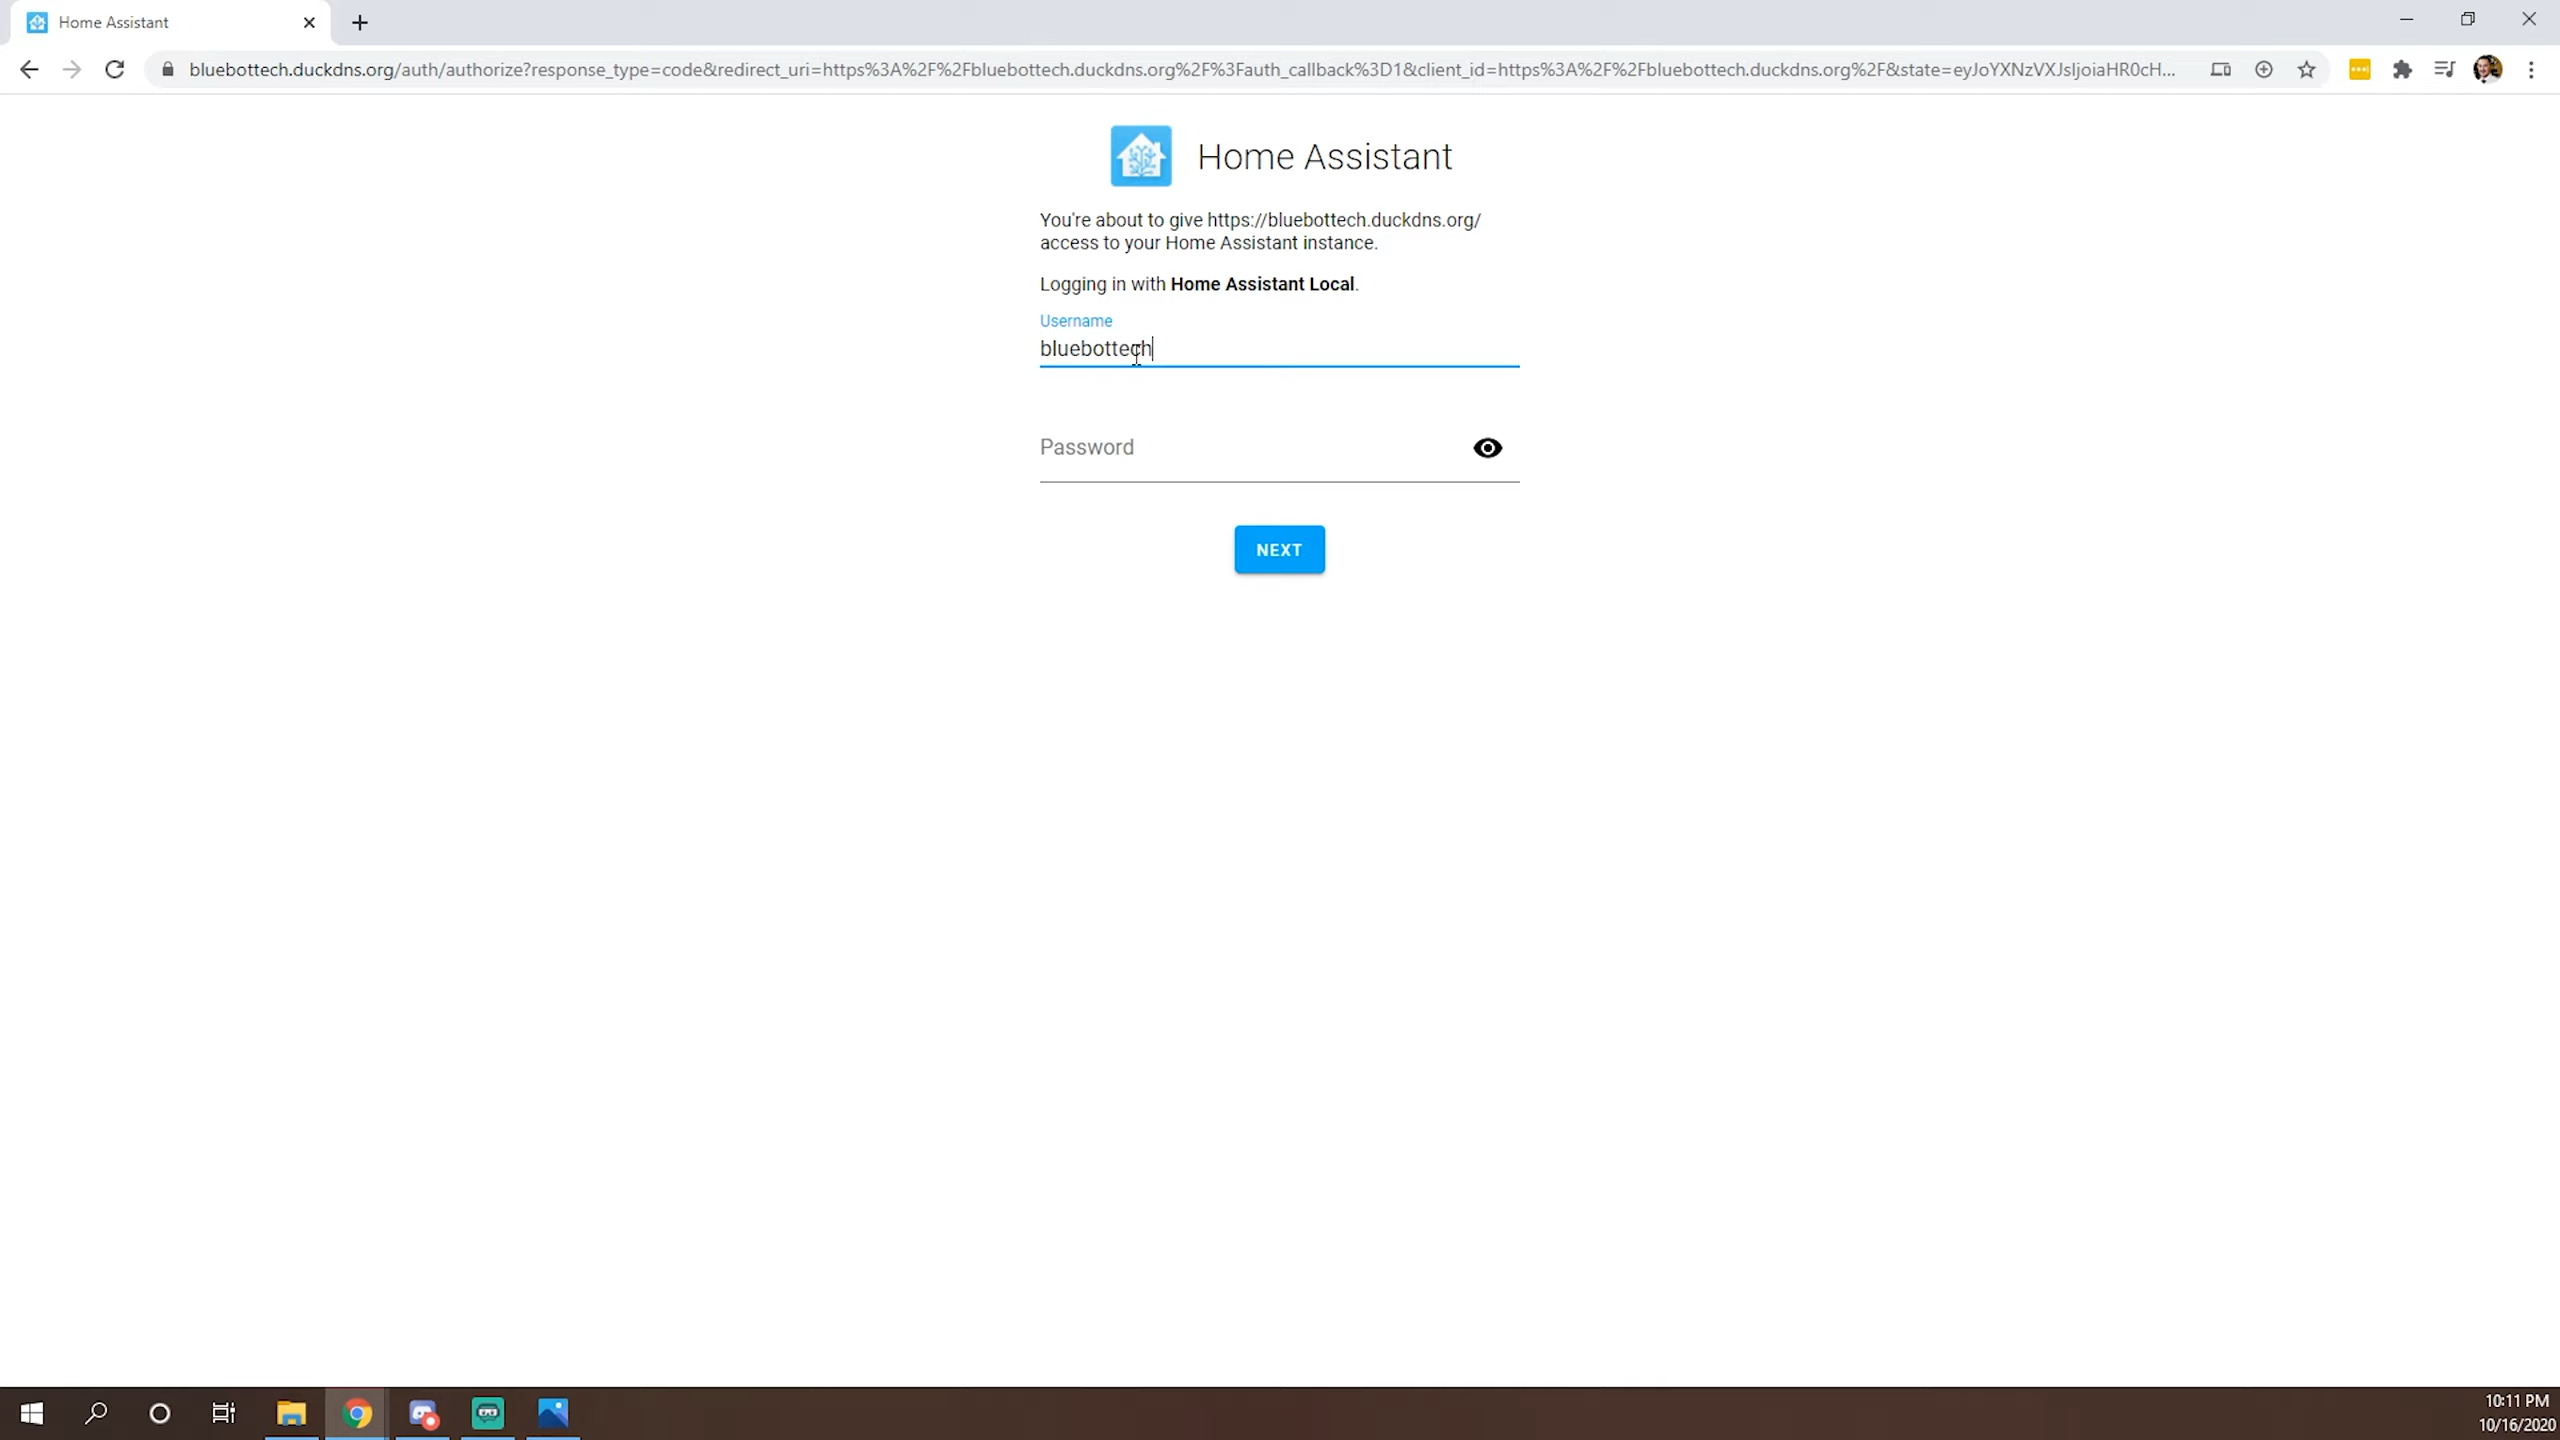 Home Assistant
bluebottech.duckdns.org/auth/authorize?response_type=code&redirect_uri=https%3A%2F%2Fbluebottech.duckdns.org%2F%3Fauth_callback%3D1&client_id=https%3A%2F%2Fbluebottech.duckdns.org%2F&state=eyJoYXNzVXJsIjoiaHR0cH...
Home Assistant
You're about to give https://bluebottech.duckdns.org/
access to your Home Assistant instance.
Logging in with Home Assistant Local.
Username
bluebottech
Password
NEXT
10:11 PM
10/16/2020